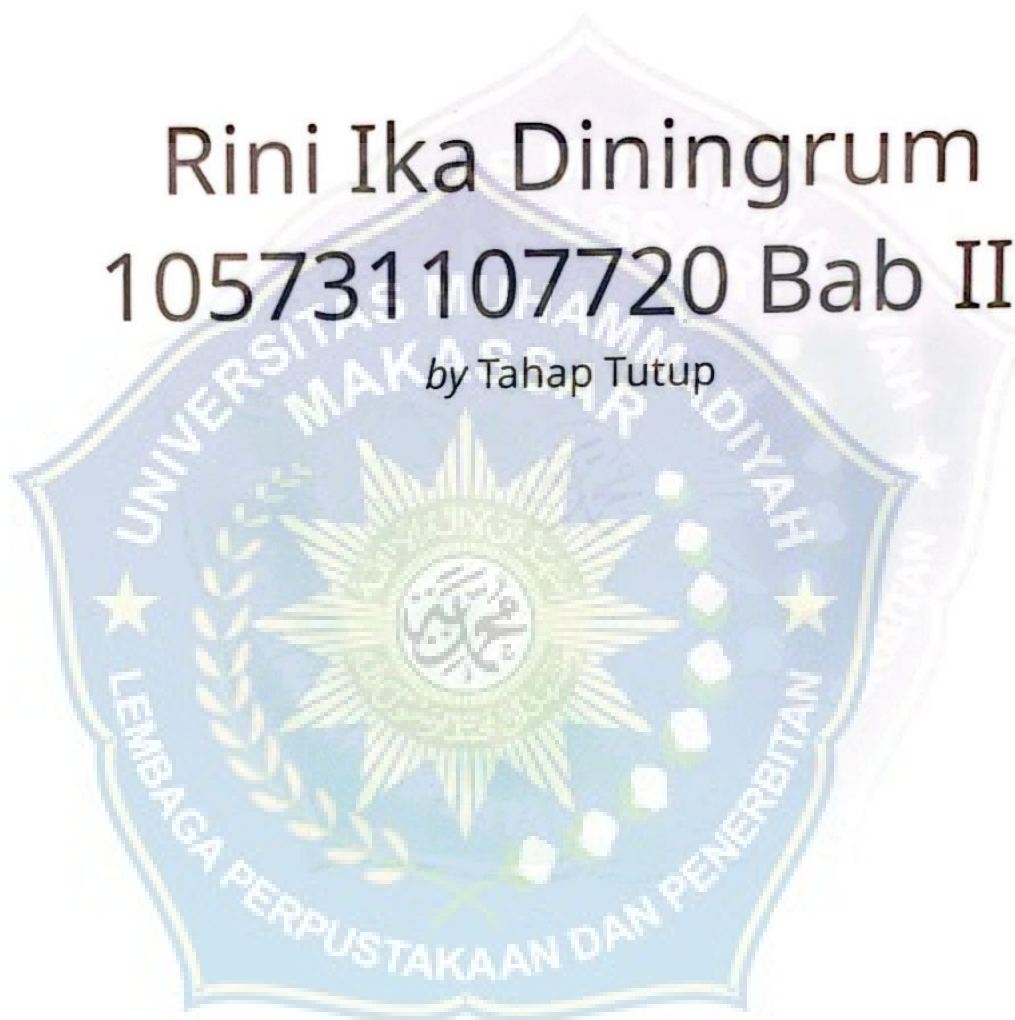 Rini Ika Diningrum
105731107720 Bab II
by Tahap Tutup
UNIVERSITAS MUHAMMADIYAH
MAKASSAR
LEMBAGA PERPUSTAKAAN DAN PENERBITAN